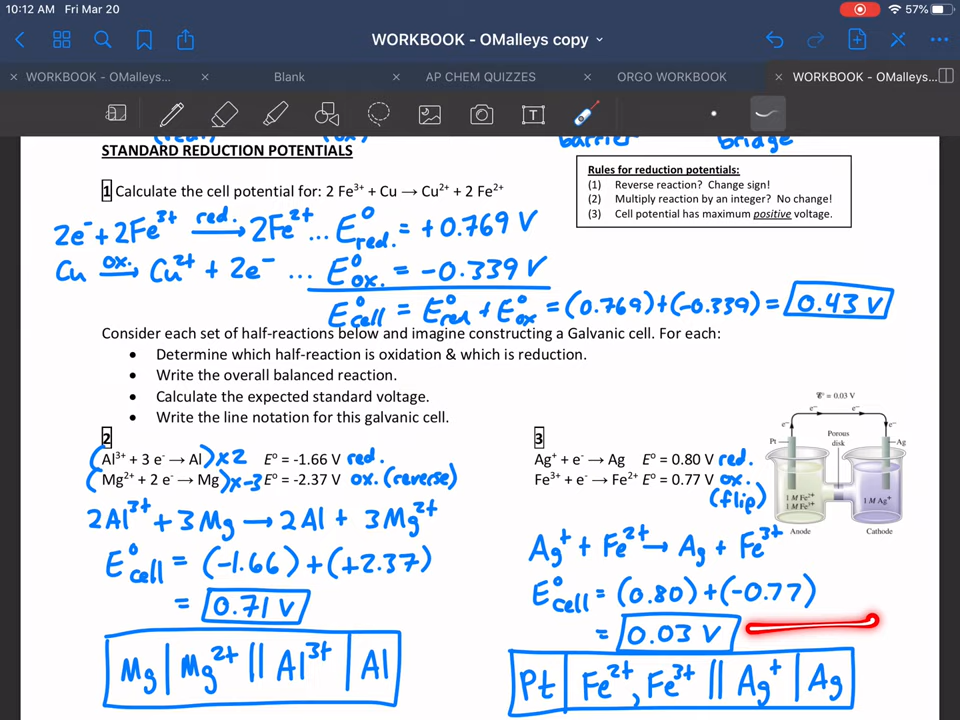 10:12 AM Fri Mar 20
57%
WORKBOOK - OMalleys copy
WORKBOOK - OMalleys...
Blank
AP CHEM QUIZZES
ORGO WORKBOOK
WORKBOOK - OMalleys...
T
barrier
bridge
STANDARD REDUCTION POTENTIALS
Rules for reduction potentials:
(1) Reverse reaction? Change sign!
(2) Multiply reaction by an integer? No change!
(3) Cell potential has maximum positive voltage.
1 Calculate the cell potential for: 2 Fe³⁺ + Cu → Cu²⁺ + 2 Fe²⁺
2e⁻ + 2Fe³⁺ red. → 2Fe²⁺ ... E°red. = +0.769 V
Cu ox. → Cu²⁺ + 2e⁻ ... E°ox. = -0.339 V
E°cell = E°red + E°ox = (0.769)+(-0.339) = 0.43 V
Consider each set of half-reactions below and imagine constructing a Galvanic cell. For each:
• Determine which half-reaction is oxidation & which is reduction.
• Write the overall balanced reaction.
• Calculate the expected standard voltage.
• Write the line notation for this galvanic cell.
2
(Al³⁺ + 3 e⁻ → Al)x2 E° = -1.66 V red.
(Mg²⁺ + 2 e⁻ → Mg)x-3 E° = -2.37 V ox. (reverse)
2Al³⁺ + 3Mg → 2Al + 3Mg²⁺
E°cell = (-1.66)+(+2.37)
= 0.71 V
Mg | Mg²⁺ || Al³⁺ | Al
3
Ag⁺ + e⁻ → Ag E° = 0.80 V red.
Fe³⁺ + e⁻ → Fe²⁺ E° = 0.77 V ox.
(flip)
Ag⁺ + Fe²⁺ → Ag + Fe³⁺
E°cell = (0.80)+(-0.77)
= 0.03 V
Pt | Fe²⁺, Fe³⁺ || Ag⁺ | Ag
ℰ° = 0.03 V
e⁻ e⁻
e⁻ e⁻
Pt
Porous
disk
Ag
1 M Fe²⁺
1 M Fe³⁺
1 M Ag⁺
Anode
Cathode